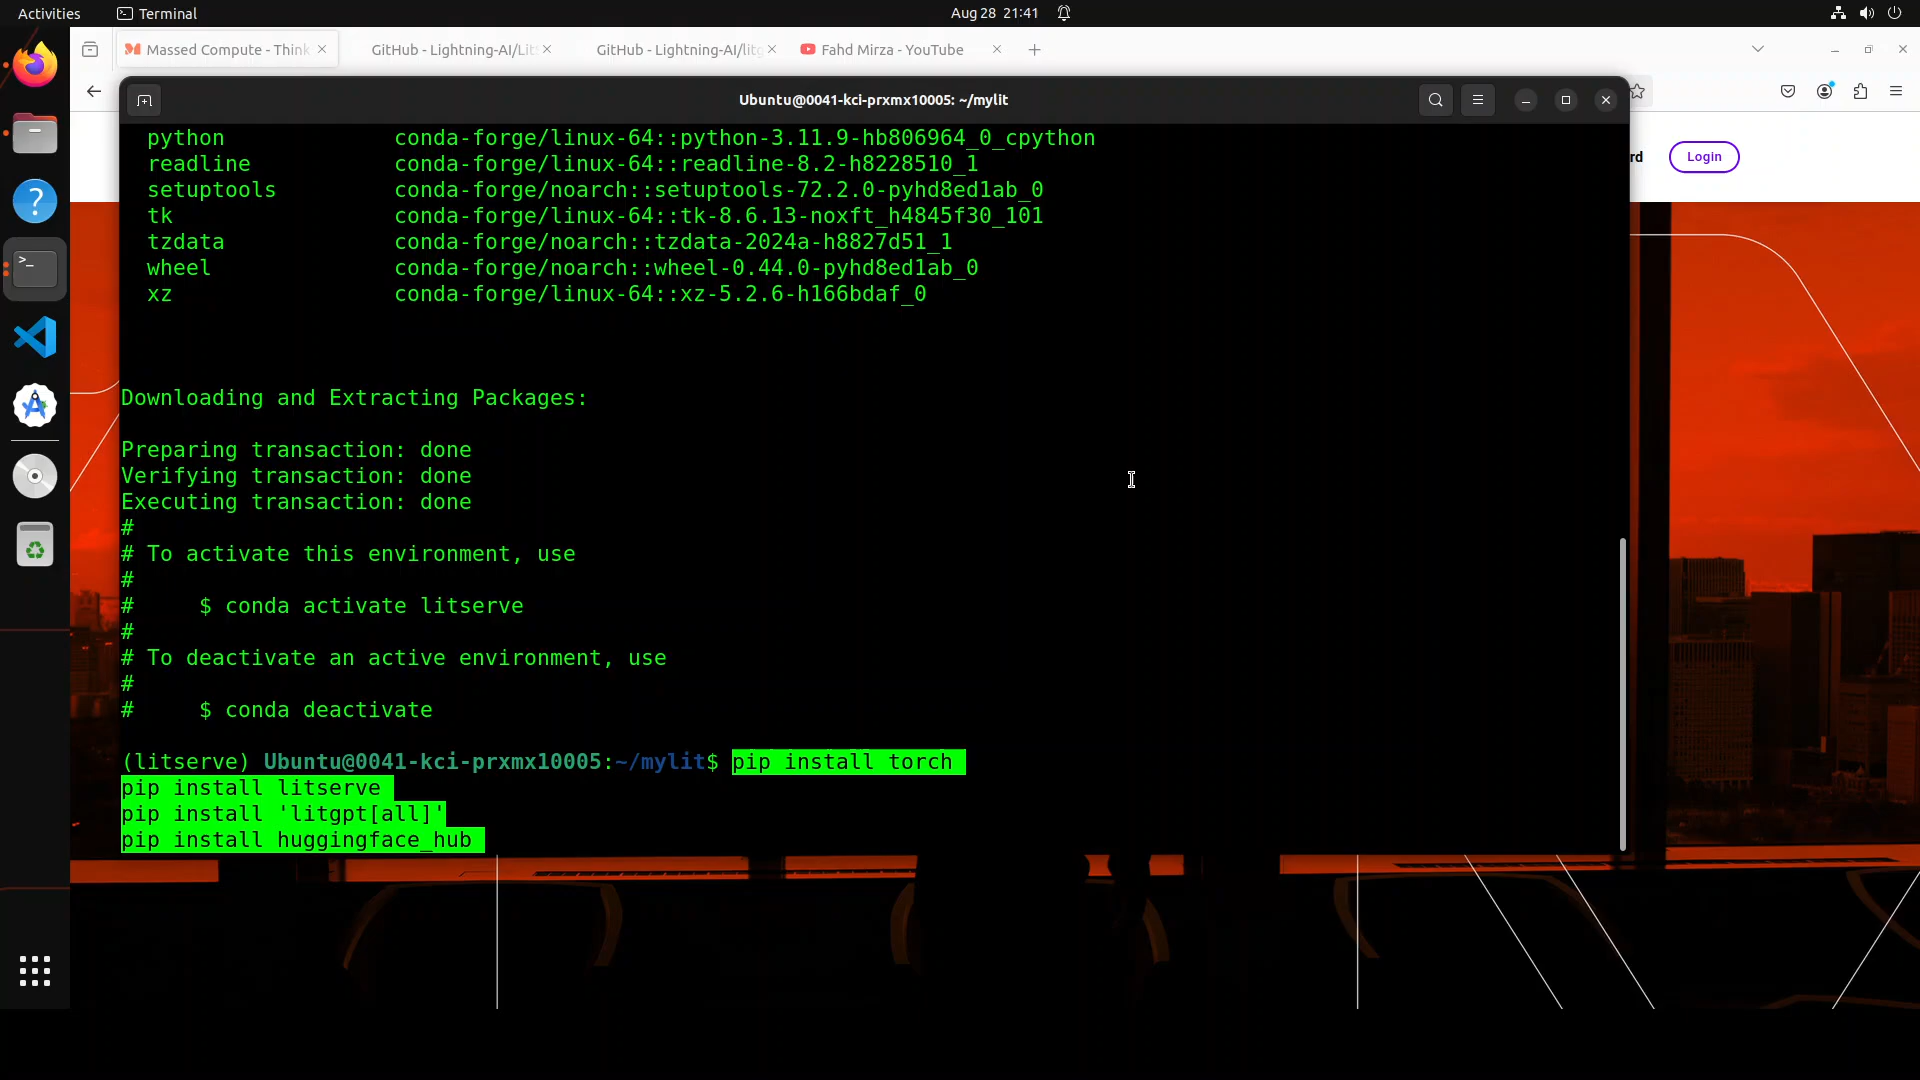 Activities Terminal Aug 28 21:41
Massed Compute - Think GitHub - Lightning-AI/Lit GitHub - Lightning-AI/litg Fahd Mirza - YouTube
Ubuntu@0041-kci-prxmx10005: ~/mylit
rd Login
python conda-forge/linux-64::python-3.11.9-hb806964_0_cpython
readline conda-forge/linux-64::readline-8.2-h8228510_1
setuptools conda-forge/noarch::setuptools-72.2.0-pyhd8ed1ab_0
tk conda-forge/linux-64::tk-8.6.13-noxft_h4845f30_101
tzdata conda-forge/noarch::tzdata-2024a-h8827d51_1
wheel conda-forge/noarch::wheel-0.44.0-pyhd8ed1ab_0
xz conda-forge/linux-64::xz-5.2.6-h166bdaf_0
Downloading and Extracting Packages:
Preparing transaction: done
Verifying transaction: done
Executing transaction: done
#
# To activate this environment, use
#
# $ conda activate litserve
#
# To deactivate an active environment, use
#
# $ conda deactivate
(litserve) Ubuntu@0041-kci-prxmx10005:~/mylit$ pip install torch
pip install litserve
pip install 'litgpt[all]'
pip install huggingface_hub